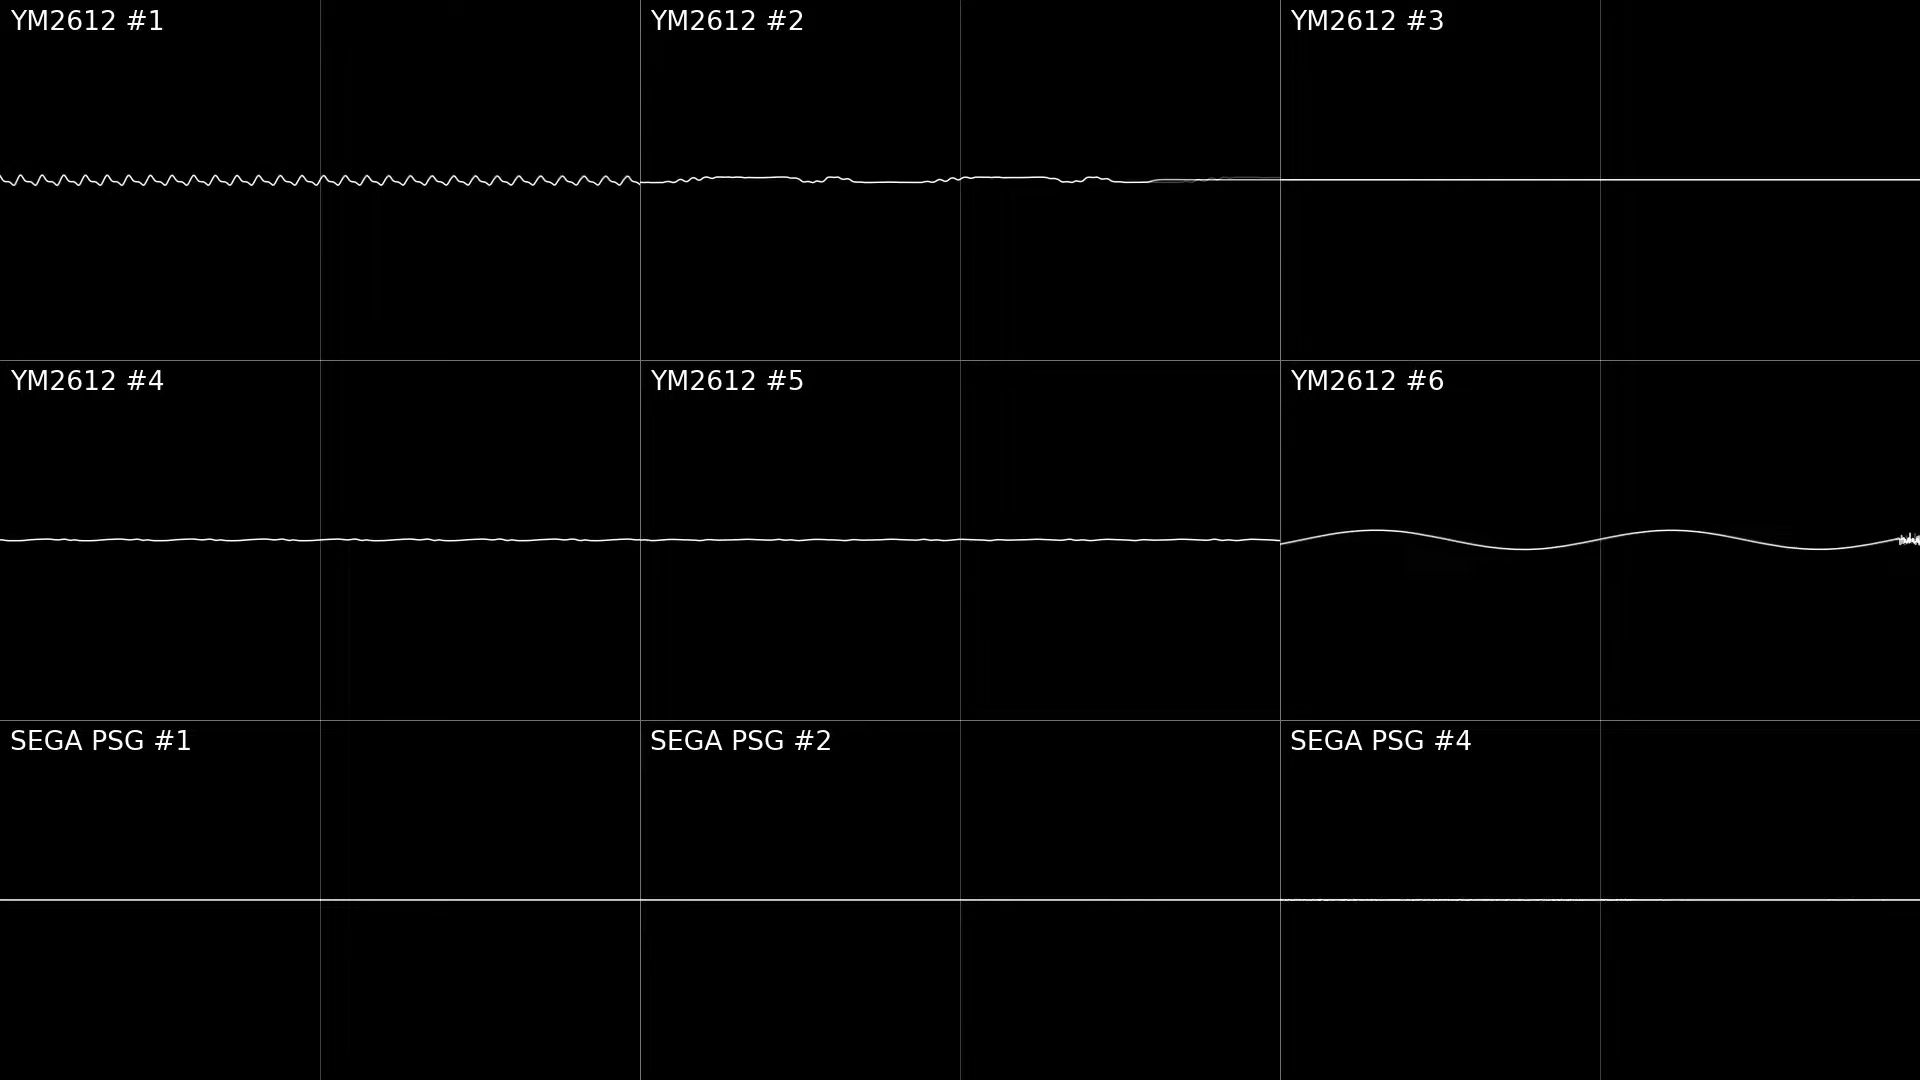 YM2612 #1
YM2612 #2
YM2612 #3
YM2612 #4
YM2612 #5
YM2612 #6
SEGA PSG #1
SEGA PSG #2
SEGA PSG #4